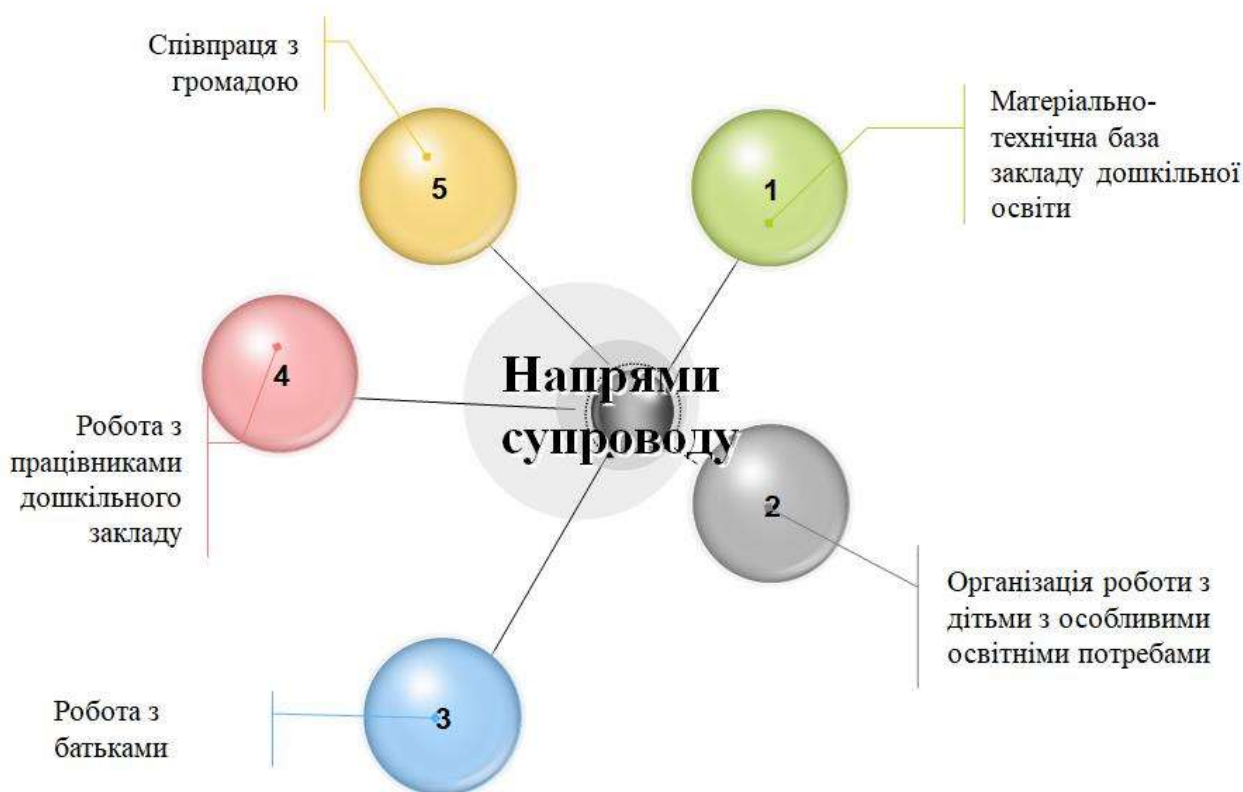 Напрями
супроводу
1
Матеріально-
технічна база
закладу дошкільної
освіти
2
Організація роботи з
дітьми з особливими
освітніми потребами
3
Робота з
батьками
4
Робота з
працівниками
дошкільного
закладу
5
Співпраця з
громадою